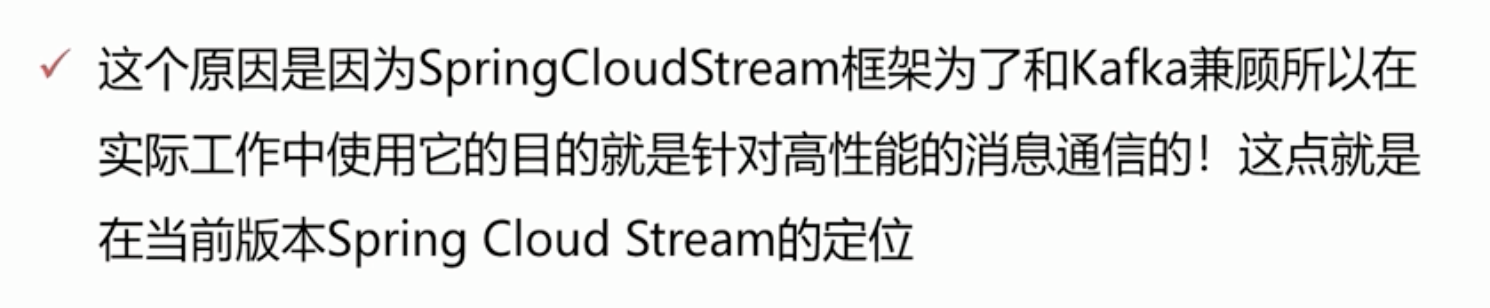 ✓ 这个原因是因为SpringCloudStream框架为了和Kafka兼顾所以在
实际工作中使用它的目的就是针对高性能的消息通信的！这点就是
在当前版本Spring Cloud Stream的定位